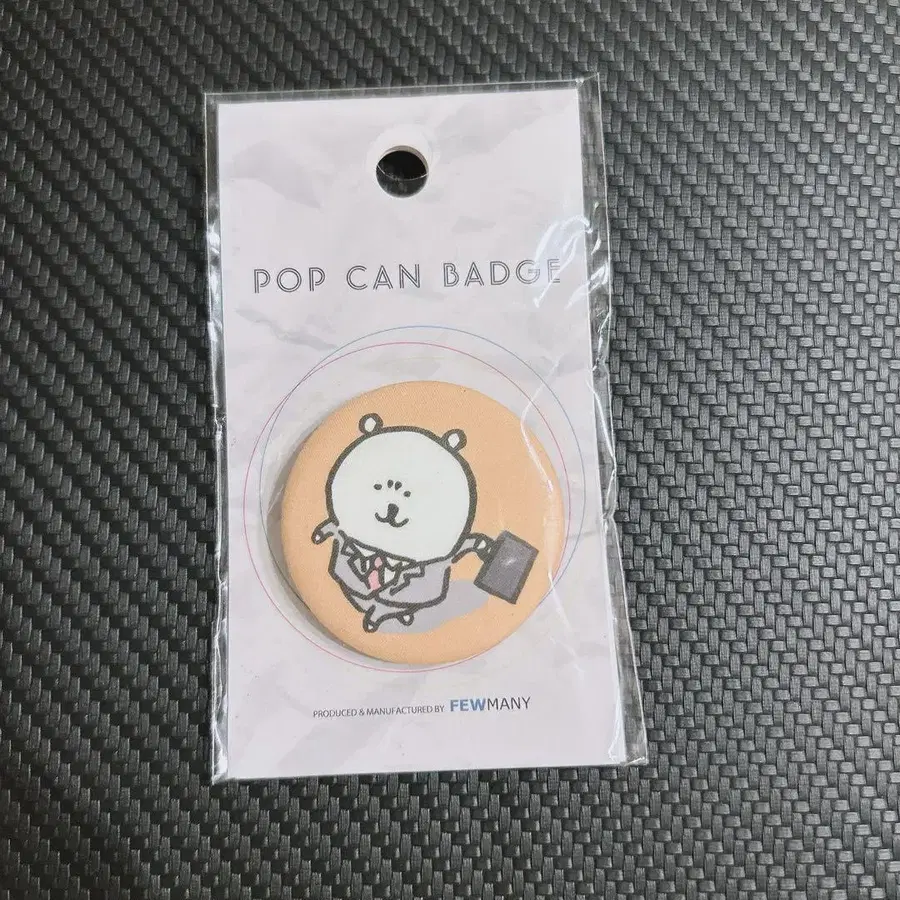 POP CAN BADGE
PRODUCED & MANUFACTURED BY FEWMANY